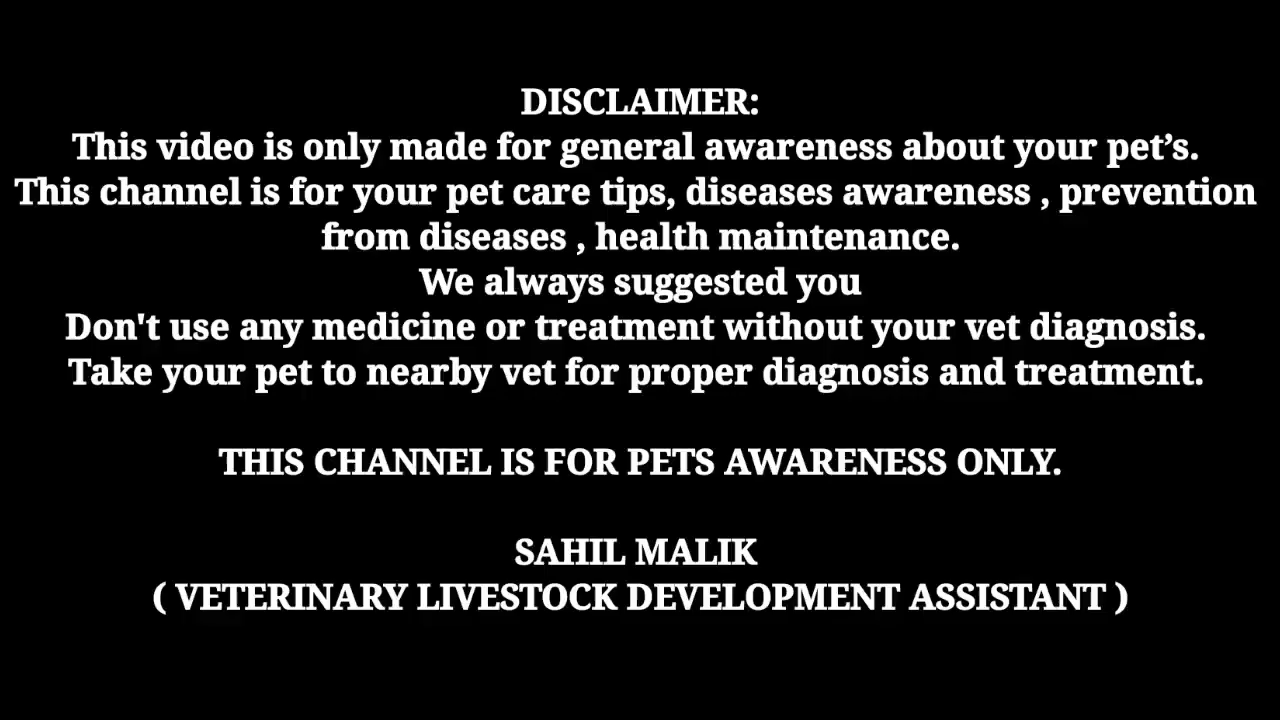 DISCLAIMER:
This video is only made for general awareness about your pet’s.
This channel is for your pet care tips, diseases awareness , prevention
from diseases , health maintenance.
We always suggested you
Don't use any medicine or treatment without your vet diagnosis.
Take your pet to nearby vet for proper diagnosis and treatment.
THIS CHANNEL IS FOR PETS AWARENESS ONLY.
SAHIL MALIK
( VETERINARY LIVESTOCK DEVELOPMENT ASSISTANT )